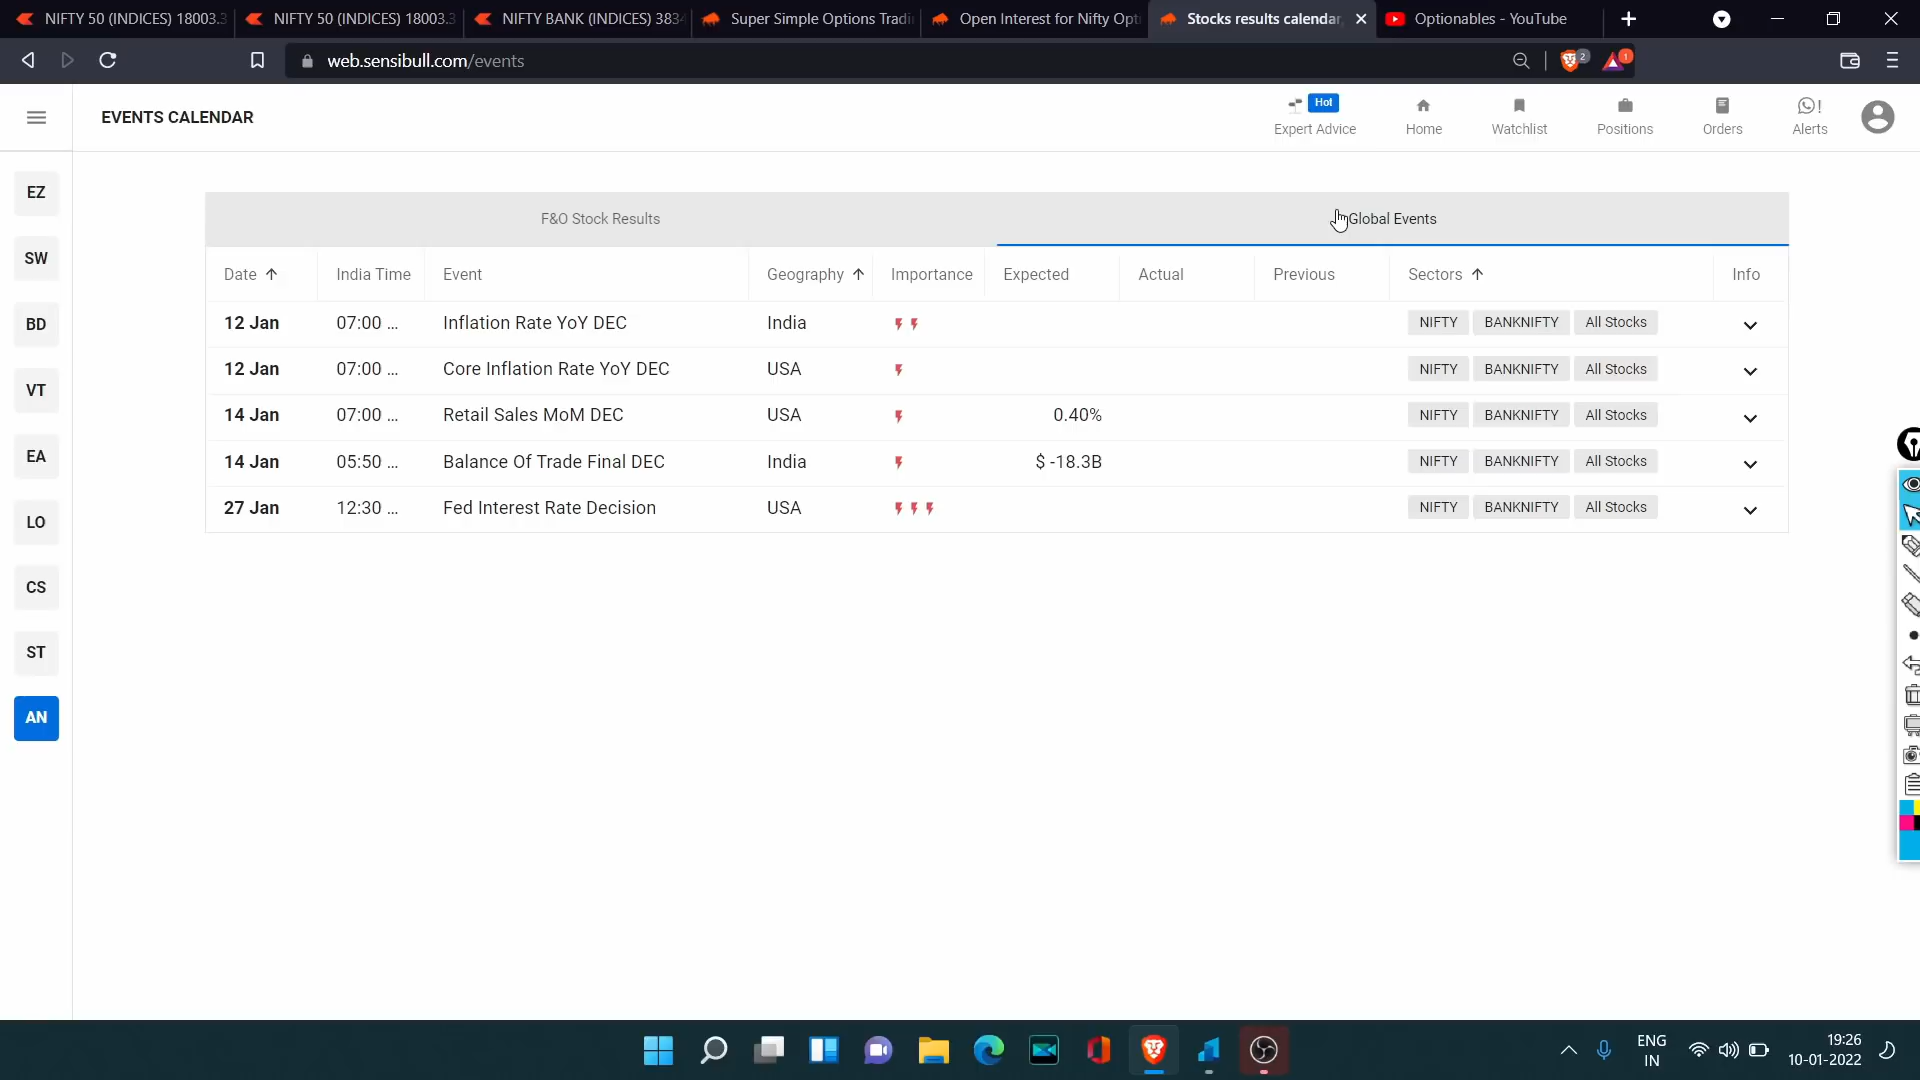 NIFTY 50 (INDICES) 18003.3 NIFTY 50 (INDICES) 18003.3 NIFTY BANK (INDICES) 3834 Super Simple Options Tradi Open Interest for Nifty Opt Stocks results calendar Optionables - YouTube
web.sensibull.com/events 2 1
EVENTS CALENDAR
Hot
Expert Advice Home Watchlist Positions Orders Alerts
EZ
SW
BD
VT
EA
LO
CS
ST
AN
F&O Stock Results Global Events
Date India Time Event Geography Importance Expected Actual Previous Sectors Info
12 Jan 07:00 ... Inflation Rate YoY DEC India NIFTY BANKNIFTY All Stocks
12 Jan 07:00 ... Core Inflation Rate YoY DEC USA NIFTY BANKNIFTY All Stocks
14 Jan 07:00 ... Retail Sales MoM DEC USA 0.40% NIFTY BANKNIFTY All Stocks
14 Jan 05:50 ... Balance Of Trade Final DEC India $ -18.3B NIFTY BANKNIFTY All Stocks
27 Jan 12:30 ... Fed Interest Rate Decision USA NIFTY BANKNIFTY All Stocks
ENG
IN
19:26
10-01-2022